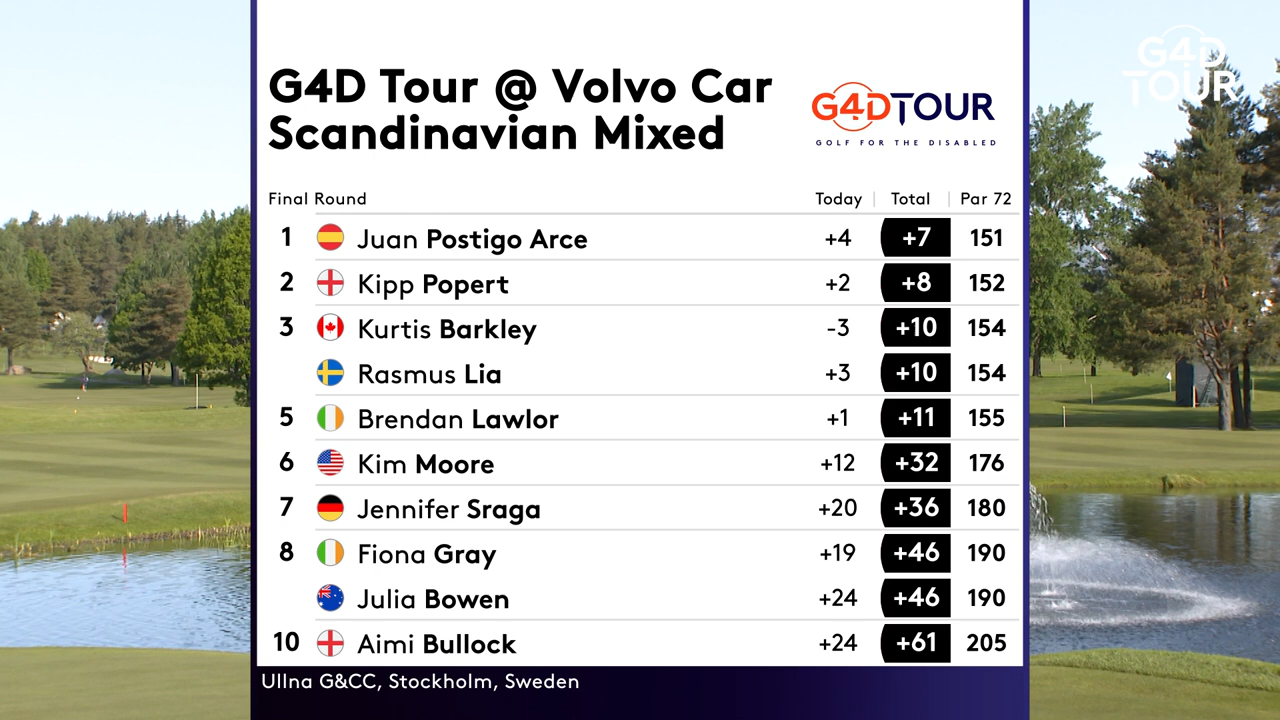 G4D Tour @ Volvo Car
Scandinavian Mixed
G4DTOUR
GOLF FOR THE DISABLED
G4D
TOUR
Final Round Today Total Par 72
1 Juan Postigo Arce +4 +7 151
2 Kipp Popert +2 +8 152
3 Kurtis Barkley -3 +10 154
Rasmus Lia +3 +10 154
5 Brendan Lawlor +1 +11 155
6 Kim Moore +12 +32 176
7 Jennifer Sraga +20 +36 180
8 Fiona Gray +19 +46 190
Julia Bowen +24 +46 190
10 Aimi Bullock +24 +61 205
Ullna G&CC, Stockholm, Sweden